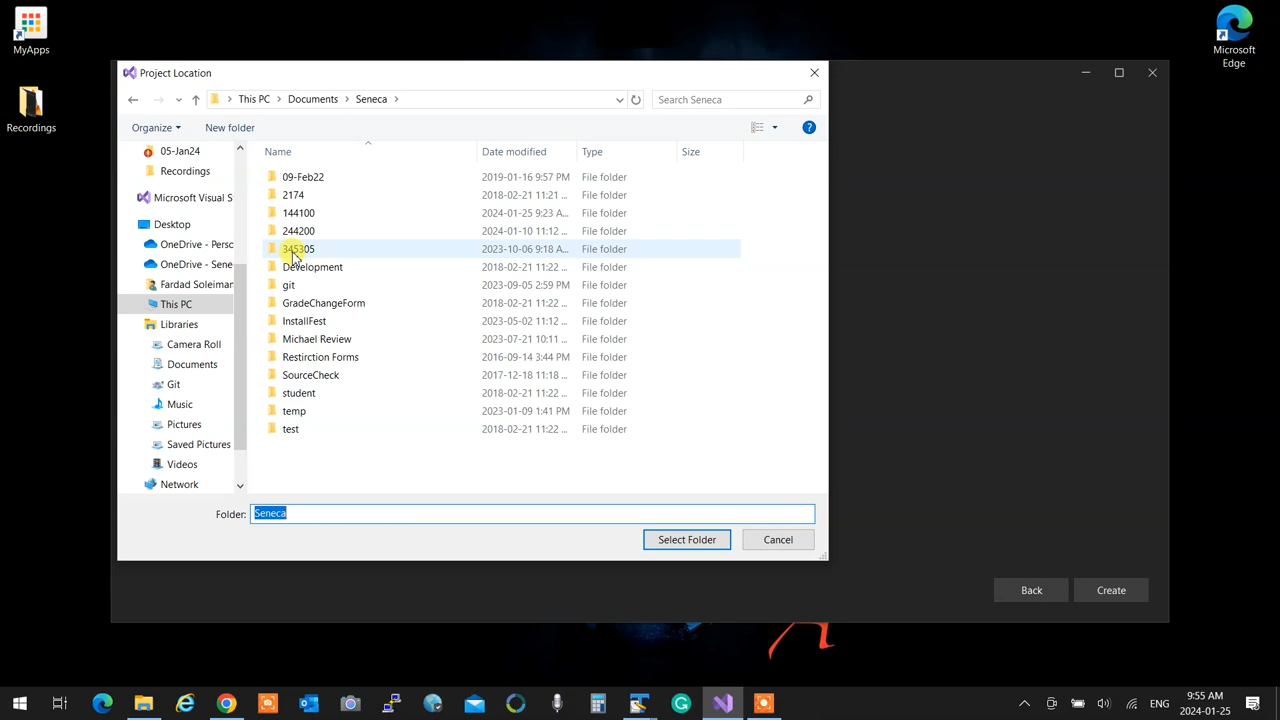 MyApps
Recordings
Microsoft
Edge
Project Location
This PC
Documents
Seneca
Search Seneca
Organize
New folder
?
05-Jan24
Recordings
Microsoft Visual S
Desktop
OneDrive - Persc
OneDrive - Sene
Fardad Soleiman
This PC
Libraries
Camera Roll
Documents
Git
Music
Pictures
Saved Pictures
Videos
Network
Name Date modified Type Size
09-Feb22 2019-01-16 9:57 PM File folder
2174 2018-02-21 11:21 ... File folder
144100 2024-01-25 9:23 A... File folder
244200 2024-01-10 11:12 ... File folder
345305 2023-10-06 9:18 A... File folder
Development 2018-02-21 11:22 ... File folder
git 2023-09-05 2:59 PM File folder
GradeChangeForm 2018-02-21 11:22 ... File folder
InstallFest 2023-05-02 11:12 ... File folder
Michael Review 2023-07-21 10:11 ... File folder
Restirction Forms 2016-09-14 3:44 PM File folder
SourceCheck 2017-12-18 11:18 ... File folder
student 2018-02-21 11:22 ... File folder
temp 2023-01-09 1:41 PM File folder
test 2018-02-21 11:22 ... File folder
Folder: Seneca
Select Folder Cancel
Back Create
ENG
9:55 AM
2024-01-25